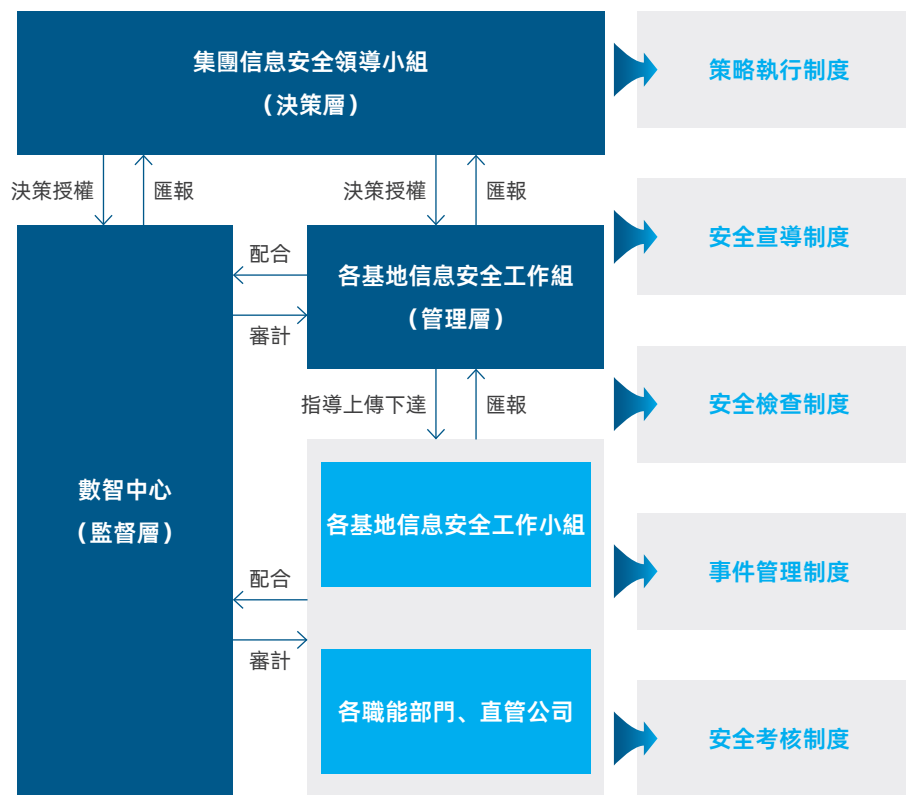 集團信息安全領導小組
（決策層）
策略執行制度
決策授權
匯報
決策授權
匯報
安全宣導制度
配合
各基地信息安全工作組
（管理層）
審計
安全檢查制度
指導上傳下達
匯報
數智中心
（監督層）
各基地信息安全工作小組
事件管理制度
配合
審計
各職能部門、直管公司
安全考核制度